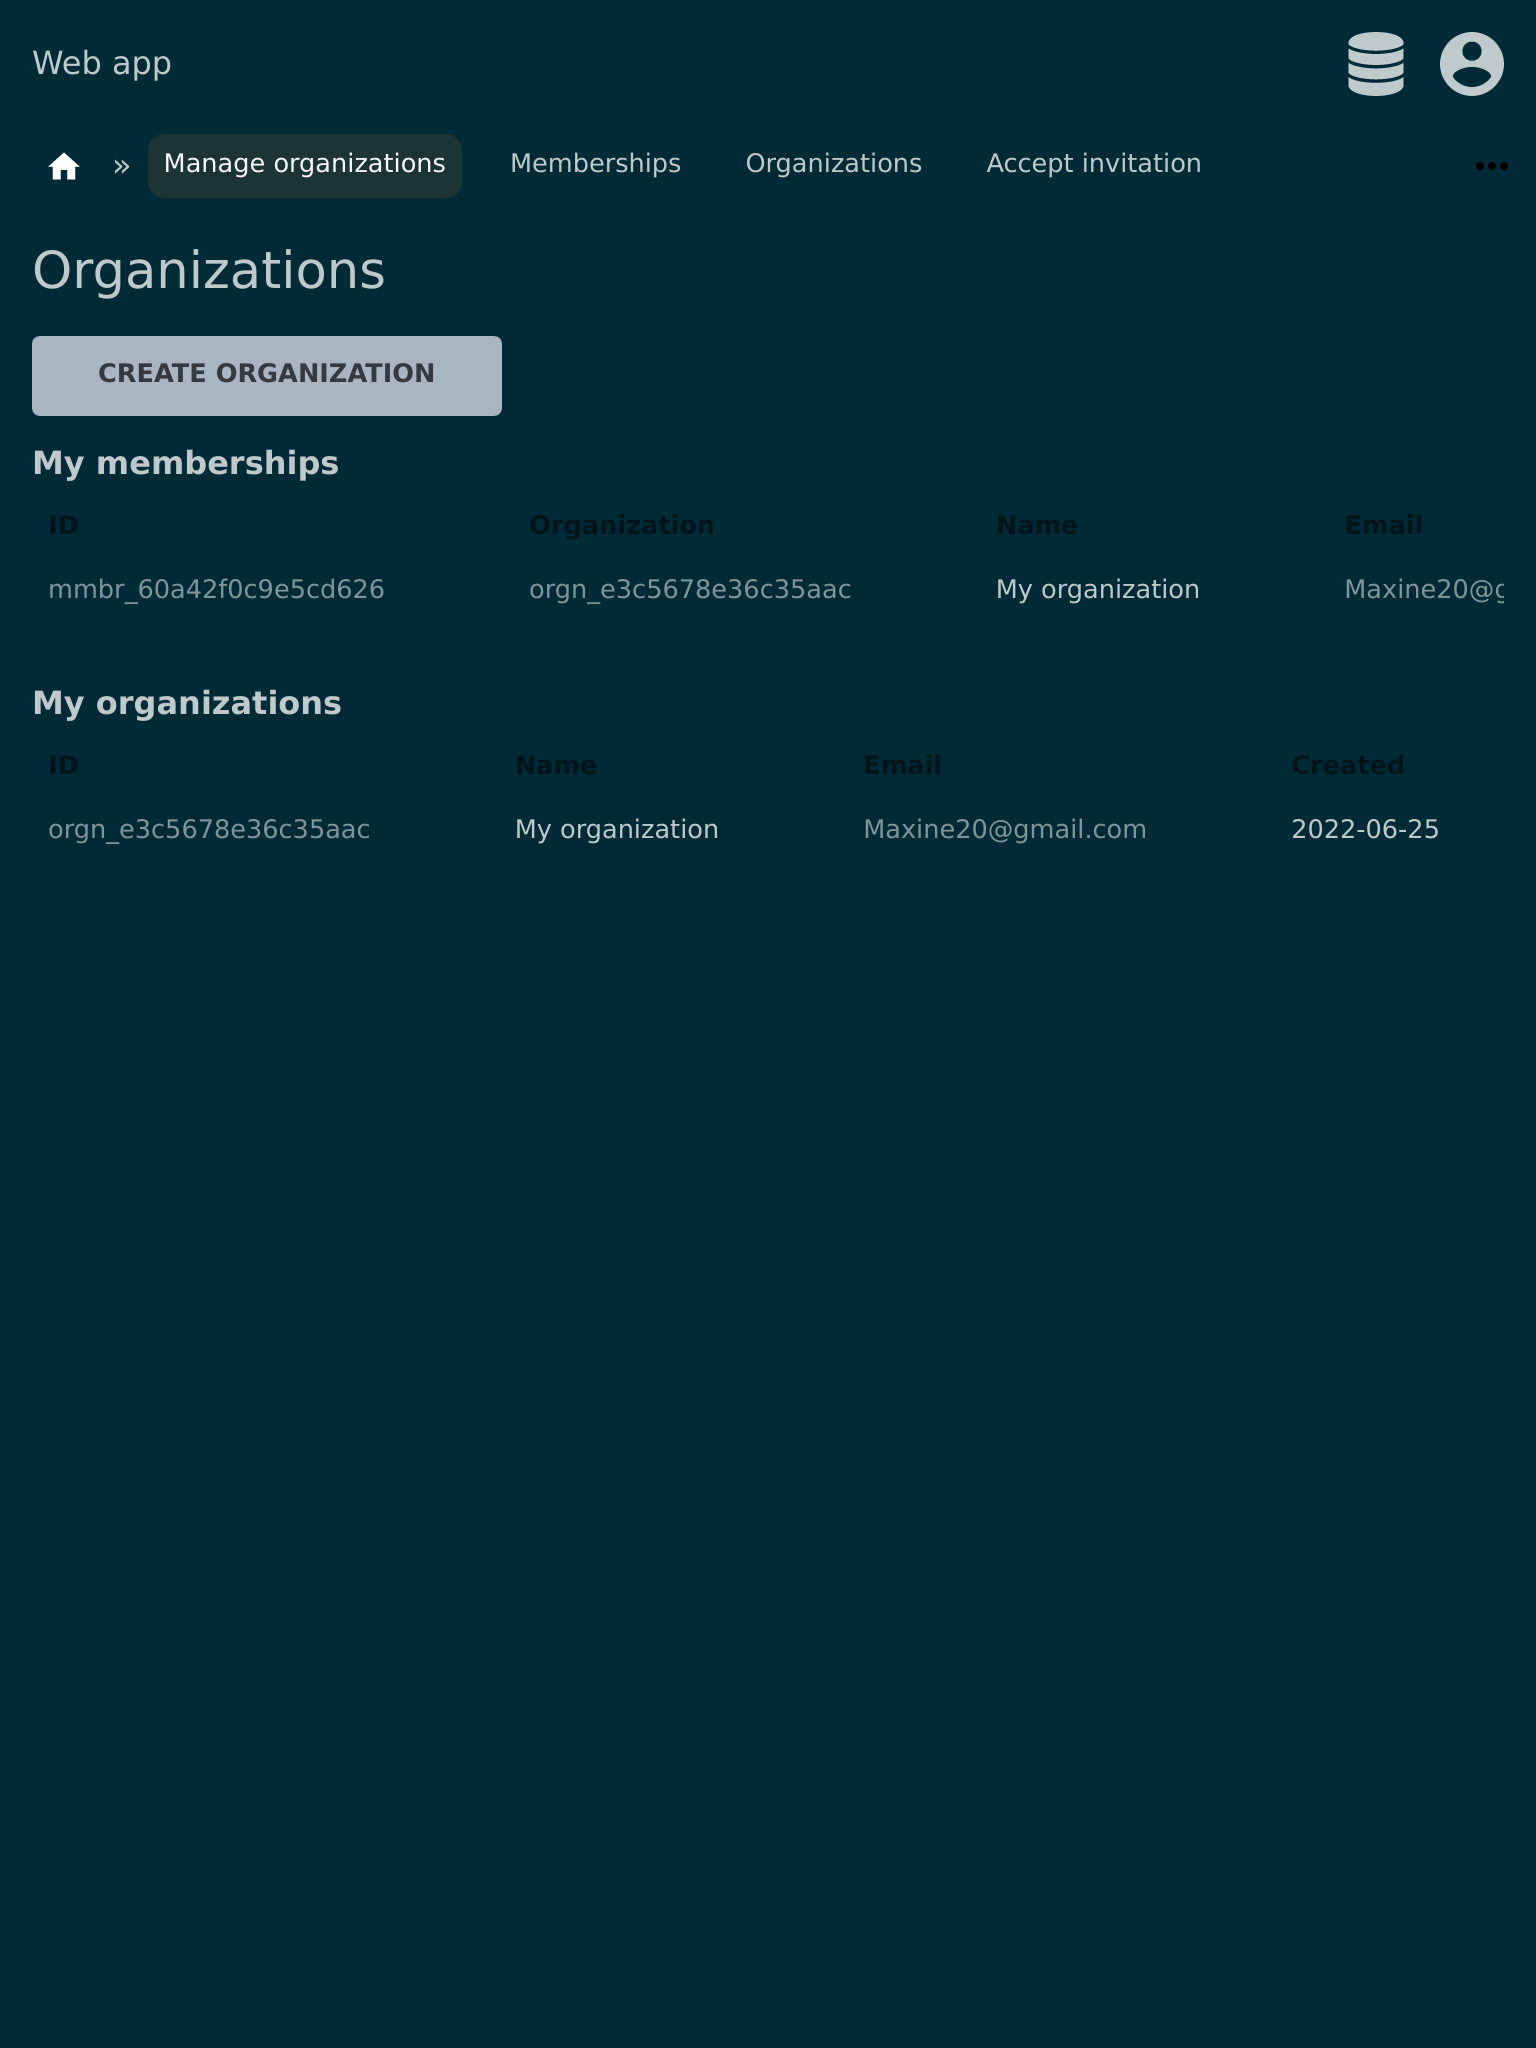 Web app
» Manage organizations Memberships Organizations Accept invitation
Organizations
CREATE ORGANIZATION
My memberships
ID Organization Name Email
mmbr_60a42f0c9e5cd626 orgn_e3c5678e36c35aac My organization Maxine20@g
My organizations
ID Name Email Created
orgn_e3c5678e36c35aac My organization Maxine20@gmail.com 2022-06-25